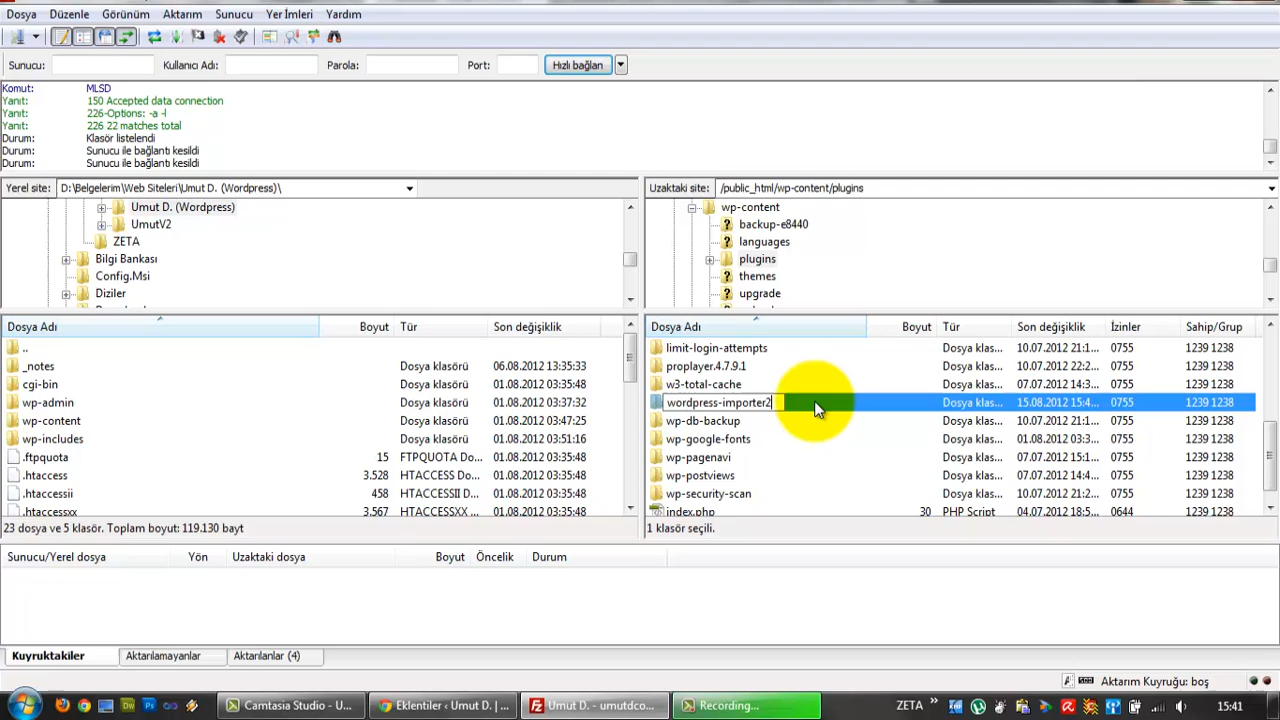 Dosya Düzenle Görünüm Aktarım Sunucu Yer İmleri Yardım
Sunucu: Kullanıcı Adı: Parola: Port: Hızlı bağlan
Komut: MLSD
Yanıt: 150 Accepted data connection
Yanıt: 226-Options: -a -l
Yanıt: 226 22 matches total
Durum: Klasör listelendi
Durum: Sunucu ile bağlantı kesildi
Durum: Sunucu ile bağlantı kesildi
Yerel site: D:\Belgelerim\Web Siteleri\Umut D. (Wordpress)\
Umut D. (Wordpress)
UmutV2
ZETA
Bilgi Bankası
Config.Msi
Diziler
Uzaktaki site: /public_html/wp-content/plugins
wp-content
backup-e8440
languages
plugins
themes
upgrade
Dosya Adı Boyut Tür Son değişiklik
..
_notes Dosya klasörü 06.08.2012 13:35:33
cgi-bin Dosya klasörü 01.08.2012 03:35:48
wp-admin Dosya klasörü 01.08.2012 03:37:32
wp-content Dosya klasörü 01.08.2012 03:47:25
wp-includes Dosya klasörü 01.08.2012 03:51:16
.ftpquota 15 FTPQUOTA Do... 01.08.2012 03:35:48
.htaccess 3.528 HTACCESS Do... 01.08.2012 03:35:48
.htaccessii 458 HTACCESSII D... 01.08.2012 03:35:48
.htaccessxx 3.567 HTACCESSXX ... 01.08.2012 03:35:48
23 dosya ve 5 klasör. Toplam boyut: 119.130 bayt
Dosya Adı Boyut Tür Son değişiklik İzinler Sahip/Grup
limit-login-attempts Dosya klas... 10.07.2012 21:1... 0755 1239 1238
proplayer.4.7.9.1 Dosya klas... 10.07.2012 22:2... 0755 1239 1238
w3-total-cache Dosya klas... 07.07.2012 14:3... 0755 1239 1238
wordpress-importer2 Dosya klas... 15.08.2012 15:4... 0755 1239 1238
wp-db-backup Dosya klas... 10.07.2012 21:1... 0755 1239 1238
wp-google-fonts Dosya klas... 01.08.2012 03:3... 0755 1239 1238
wp-pagenavi Dosya klas... 07.07.2012 15:1... 0755 1239 1238
wp-postviews Dosya klas... 07.07.2012 15:4... 0755 1239 1238
wp-security-scan Dosya klas... 10.07.2012 21:2... 0755 1239 1238
index.php 30 PHP Script 04.07.2012 18:5... 0644 1239 1238
1 klasör seçili.
Sunucu/Yerel dosya Yön Uzaktaki dosya Boyut Öncelik Durum
Kuyruktakiler Aktarılamayanlar Aktarılanlar (4)
Aktarım Kuyruğu: boş
Camtasia Studio - U... Eklentiler ‹ Umut D. | ... Umut D. - umutdco... Recording... ZETA 15:41